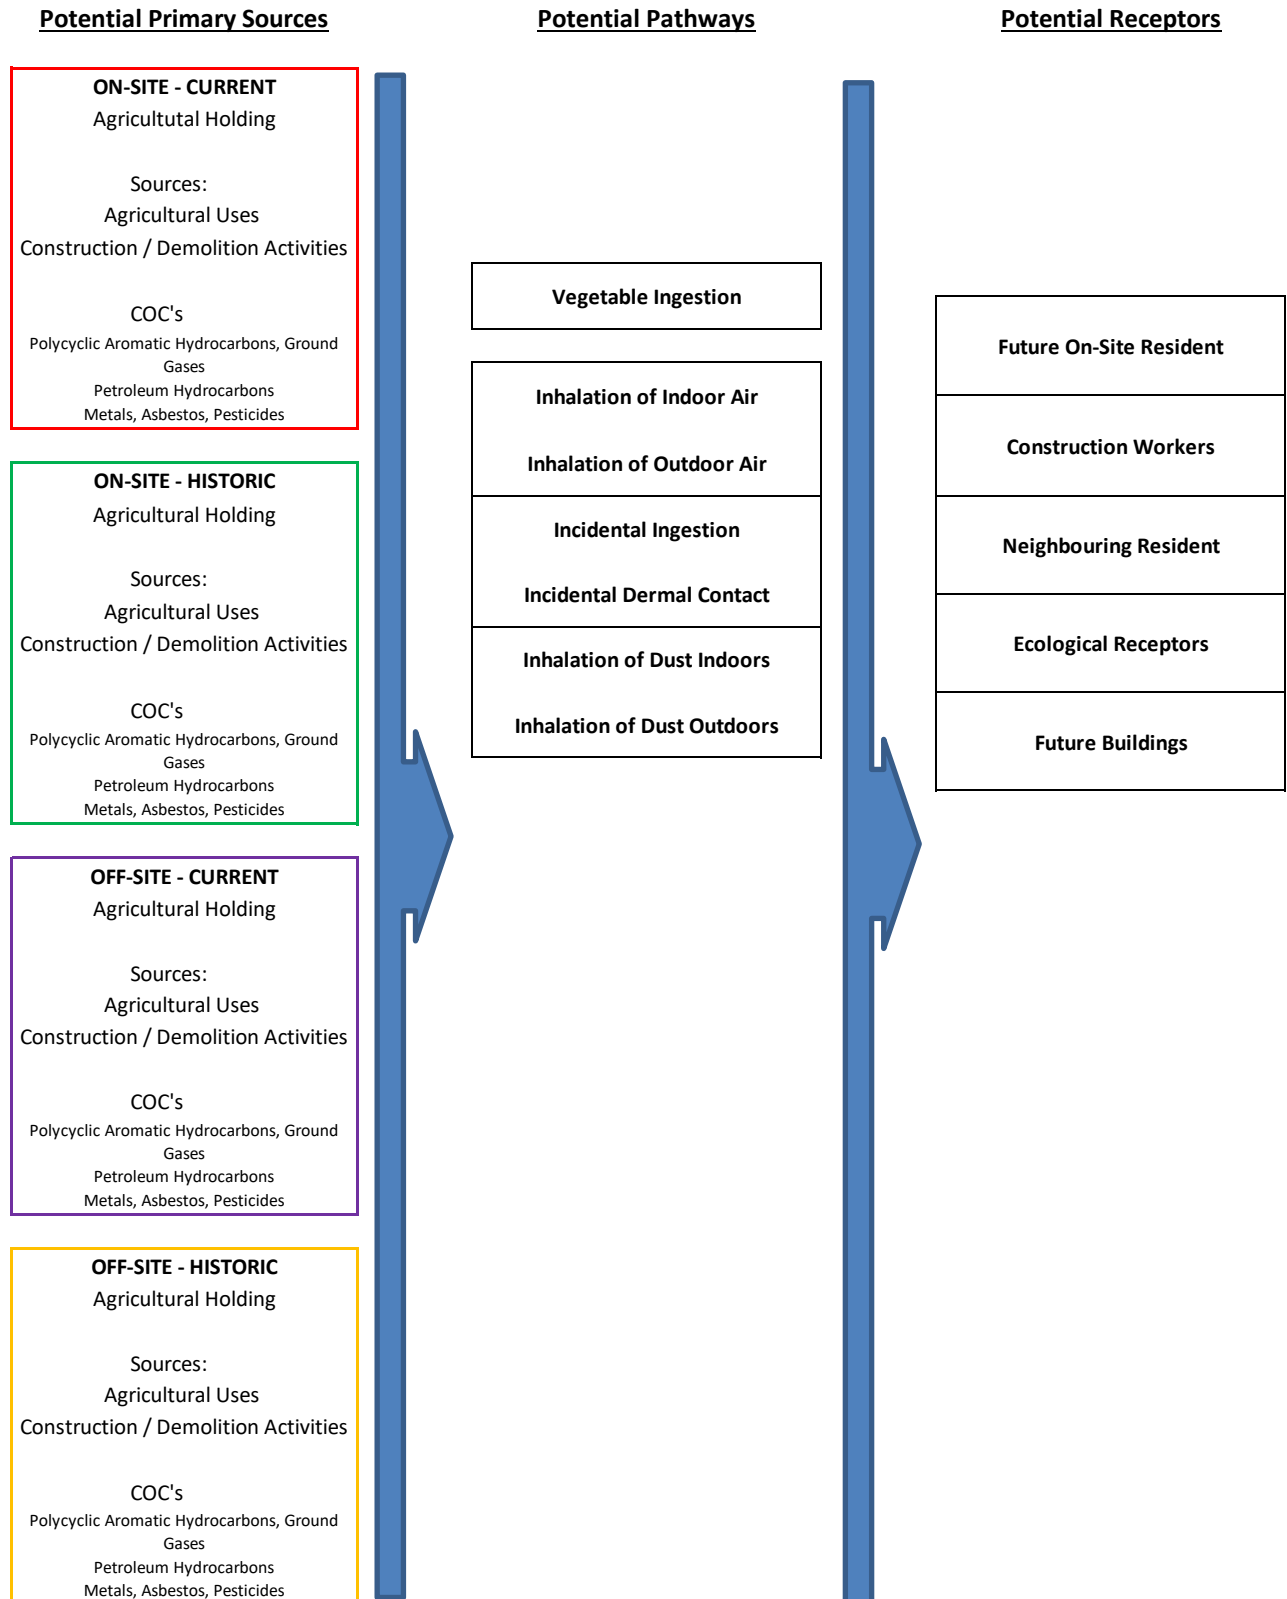 Potential Primary Sources
Potential Pathways
Potential Receptors
ON-SITE - CURRENT
Agricultutal Holding
Sources:
Agricultural Uses
Construction / Demolition Activities
COC's
Polycyclic Aromatic Hydrocarbons, Ground
Gases
Petroleum Hydrocarbons
Metals, Asbestos, Pesticides
ON-SITE - HISTORIC
Agricultural Holding
Sources:
Agricultural Uses
Construction / Demolition Activities
COC's
Polycyclic Aromatic Hydrocarbons, Ground
Gases
Petroleum Hydrocarbons
Metals, Asbestos, Pesticides
OFF-SITE - CURRENT
Agricultural Holding
Sources:
Agricultural Uses
Construction / Demolition Activities
COC's
Polycyclic Aromatic Hydrocarbons, Ground
Gases
Petroleum Hydrocarbons
Metals, Asbestos, Pesticides
OFF-SITE - HISTORIC
Agricultural Holding
Sources:
Agricultural Uses
Construction / Demolition Activities
COC's
Polycyclic Aromatic Hydrocarbons, Ground
Gases
Petroleum Hydrocarbons
Metals, Asbestos, Pesticides
Vegetable Ingestion
Inhalation of Indoor Air
Inhalation of Outdoor Air
Incidental Ingestion
Incidental Dermal Contact
Inhalation of Dust Indoors
Inhalation of Dust Outdoors
Future On-Site Resident
Construction Workers
Neighbouring Resident
Ecological Receptors
Future Buildings